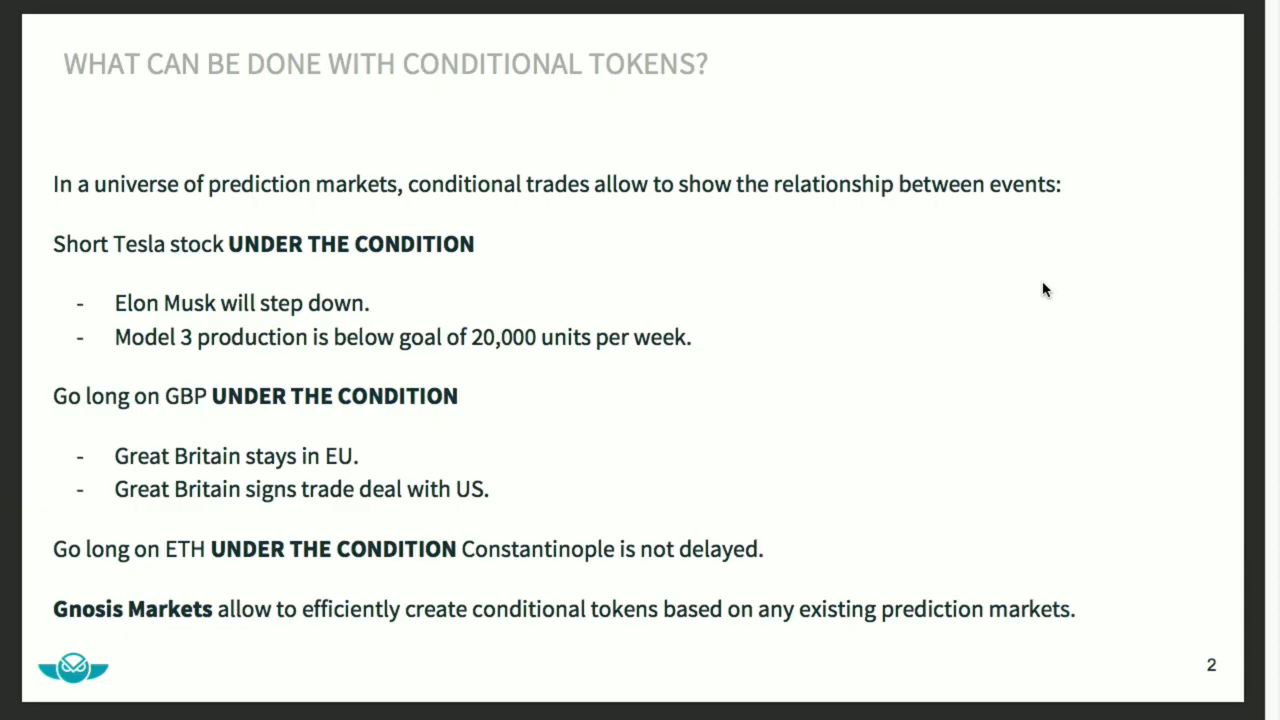 WHAT CAN BE DONE WITH CONDITIONAL TOKENS?
In a universe of prediction markets, conditional trades allow to show the relationship between events:
Short Tesla stock UNDER THE CONDITION
- Elon Musk will step down.
- Model 3 production is below goal of 20,000 units per week.
Go long on GBP UNDER THE CONDITION
- Great Britain stays in EU.
- Great Britain signs trade deal with US.
Go long on ETH UNDER THE CONDITION Constantinople is not delayed.
Gnosis Markets allow to efficiently create conditional tokens based on any existing prediction markets.
2